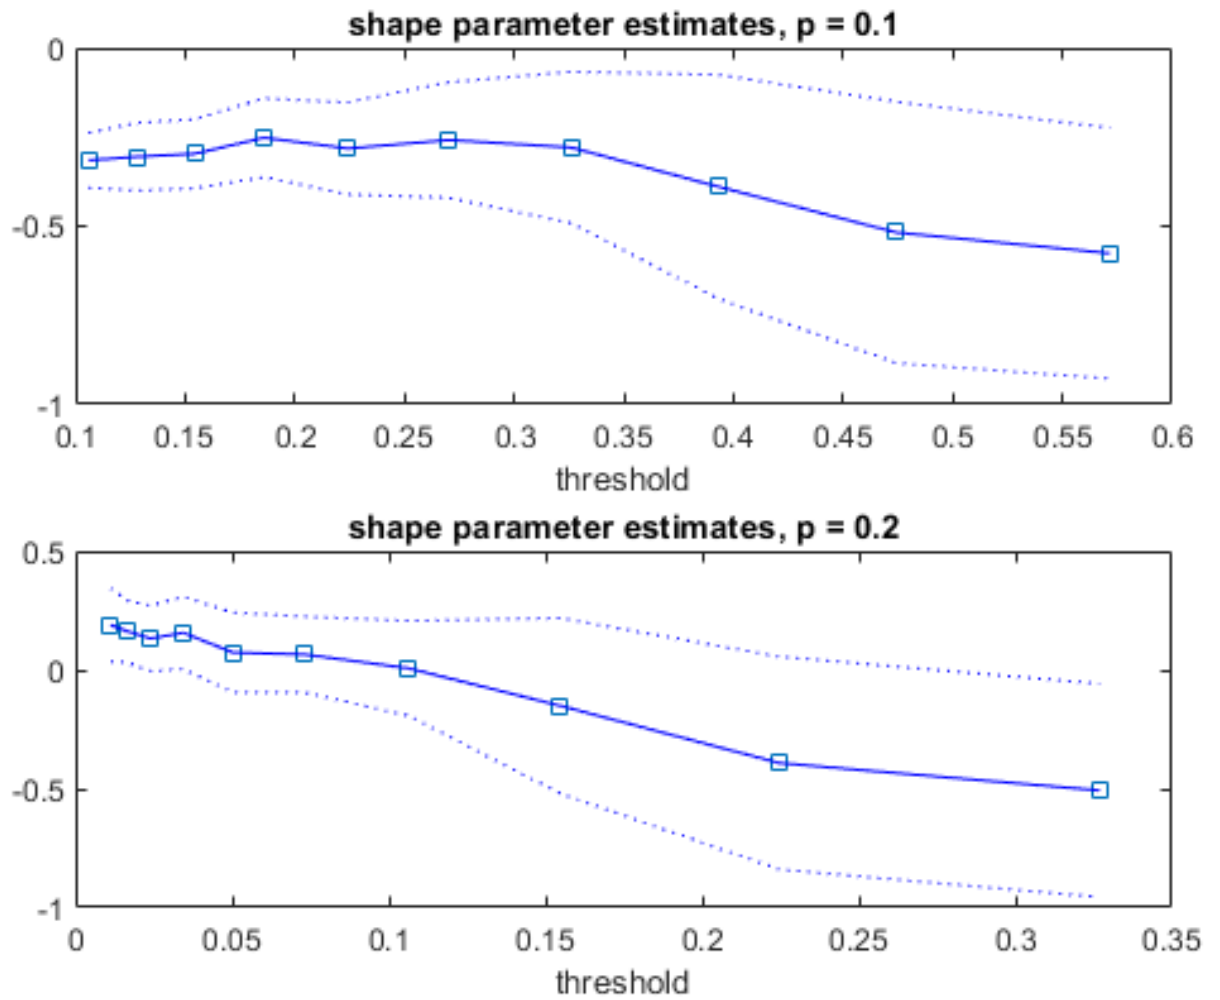 shape parameter estimates, p = 0.1
0
-0.5
-1
0.1 0.15 0.2 0.25 0.3 0.35 0.4 0.45 0.5 0.55 0.6
threshold
shape parameter estimates, p = 0.2
0.5
0
-0.5
-1
0 0.05 0.1 0.15 0.2 0.25 0.3 0.35
threshold